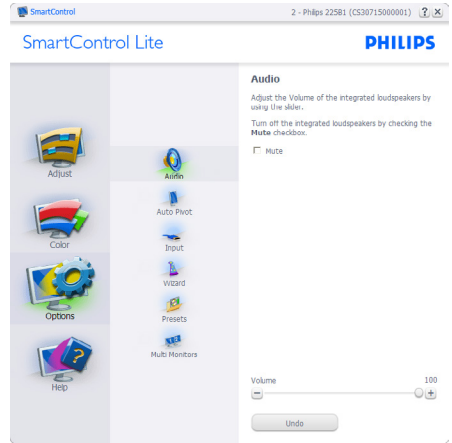 SmartControl
2 - Philips 225B1 (CS30715000001)
SmartControl Lite
PHILIPS
Adjust
Color
Options
Help
Audio
Auto Pivot
Input
Wizard
Presets
Multi Monitors
Audio
Adjust the Volume of the integrated loudspeakers by
using the slider.
Turn off the integrated loudspeakers by checking the
Mute checkbox.
Mute
Volume
100
Undo